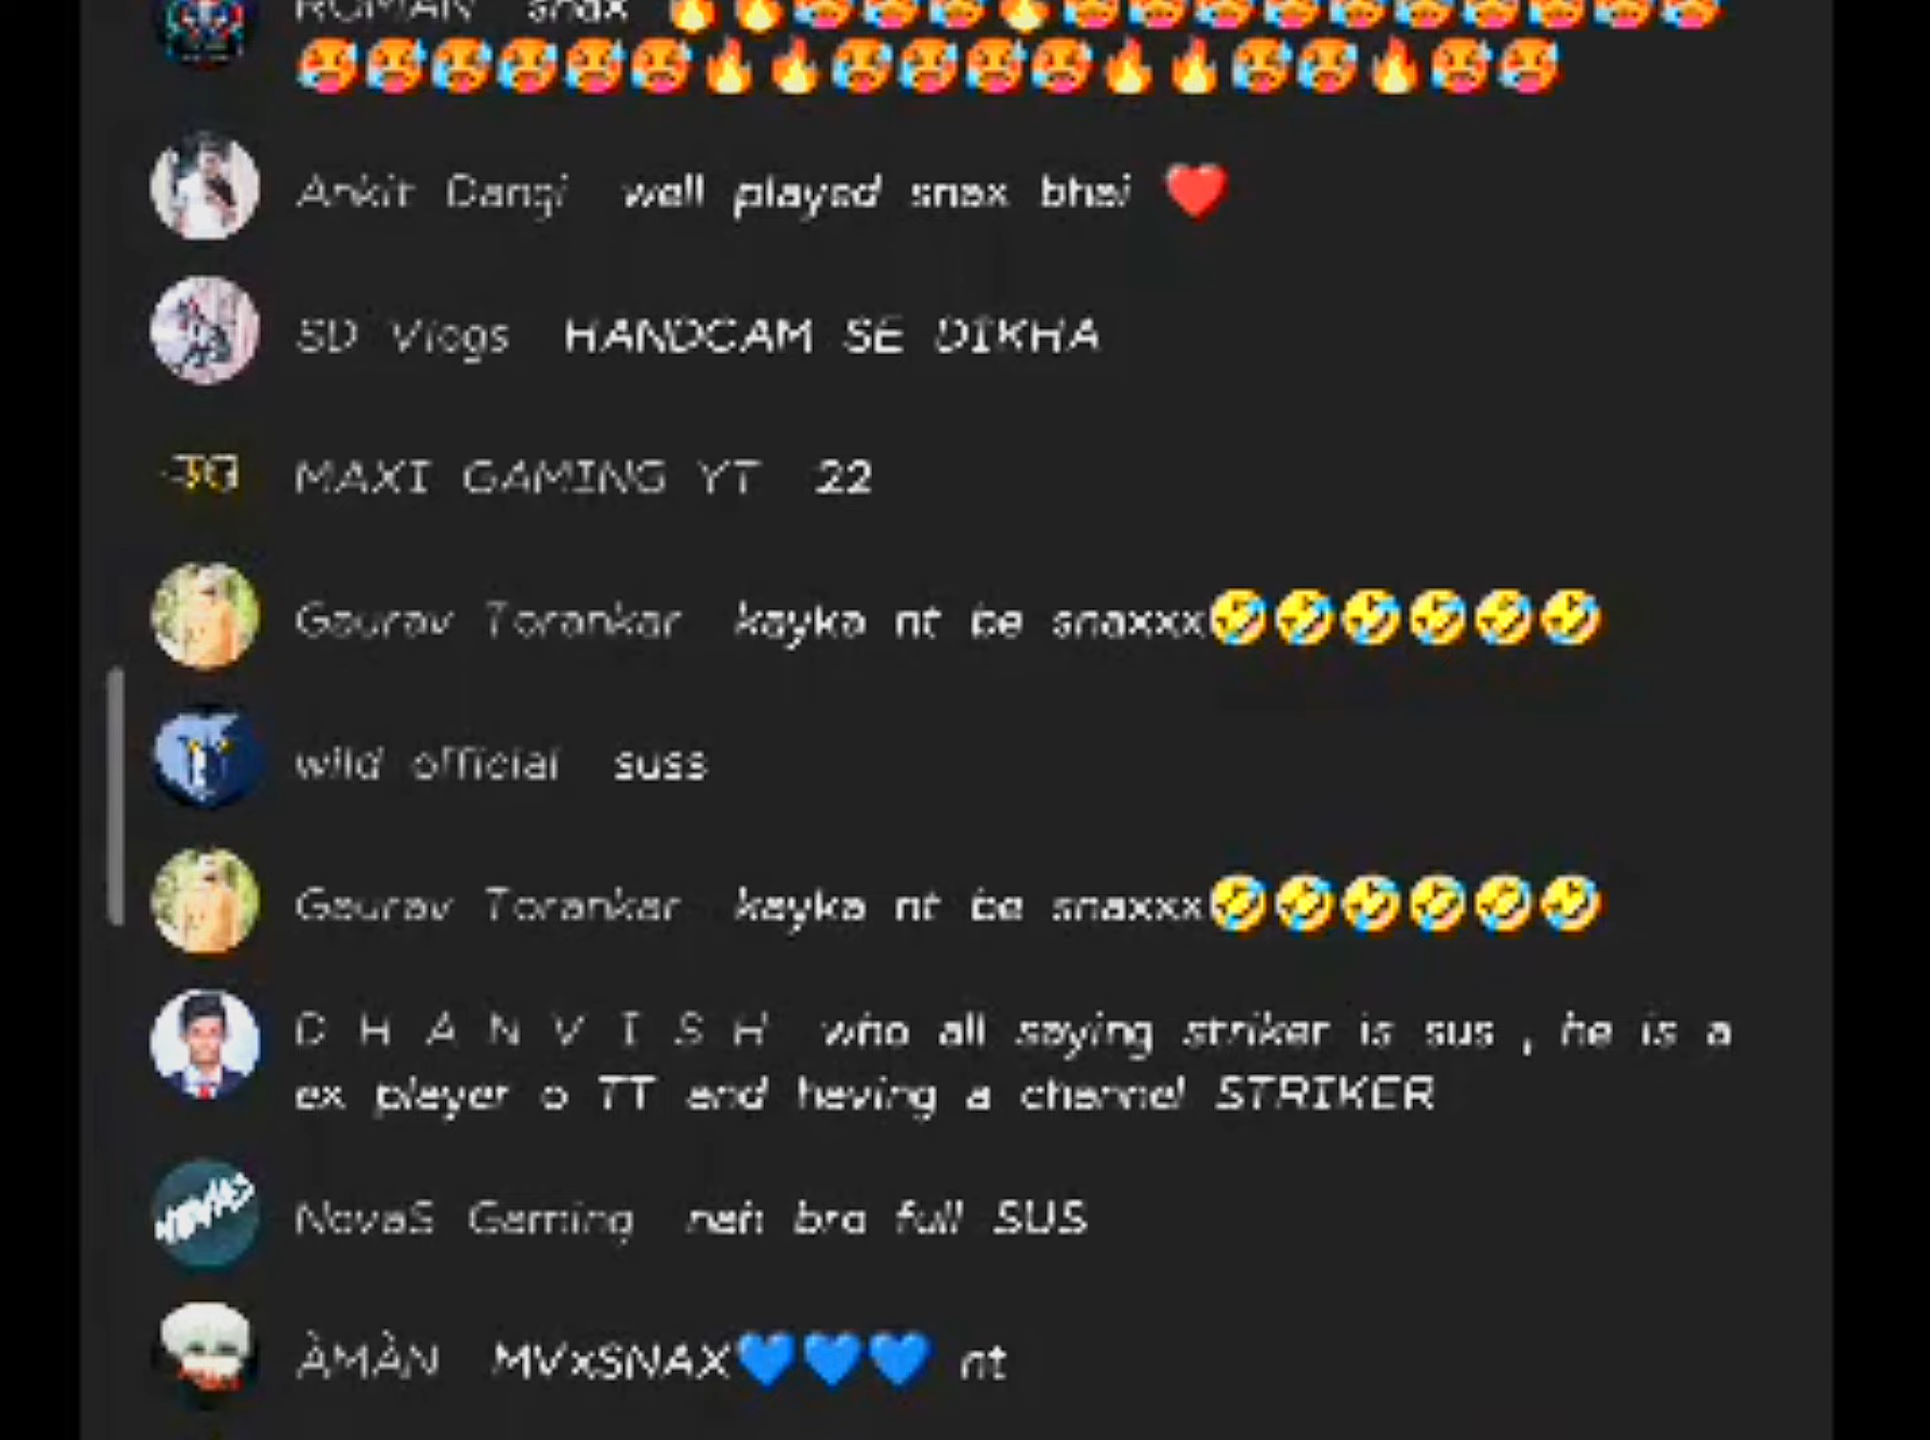 ROMAN snax 🔥🔥🥵🥵🥵🔥🥵🥵🥵🥵🥵🥵🥵🥵🥵🥵
🥵🥵🥵🥵🥵🥵🔥🔥🥵🥵🥵🥵🔥🔥🥵🥵🔥🥵🥵
Ankit Dangi well played snax bhai ❤️
SD Vlogs HANDCAM SE DIKHA
MAXI GAMING YT 22
Gaurav Torankar kayka nt be snaxxx🤣🤣🤣🤣🤣🤣
wild official suss
Gaurav Torankar kayka nt be snaxxx🤣🤣🤣🤣🤣🤣
D H A N V I S H who all saying striker is sus , he is a
ex player o TT and having a channel STRIKER
NOVAS
NovaS Gaming nah bro full SUS
ÀMÀN MVxSNAX💙💙💙 nt